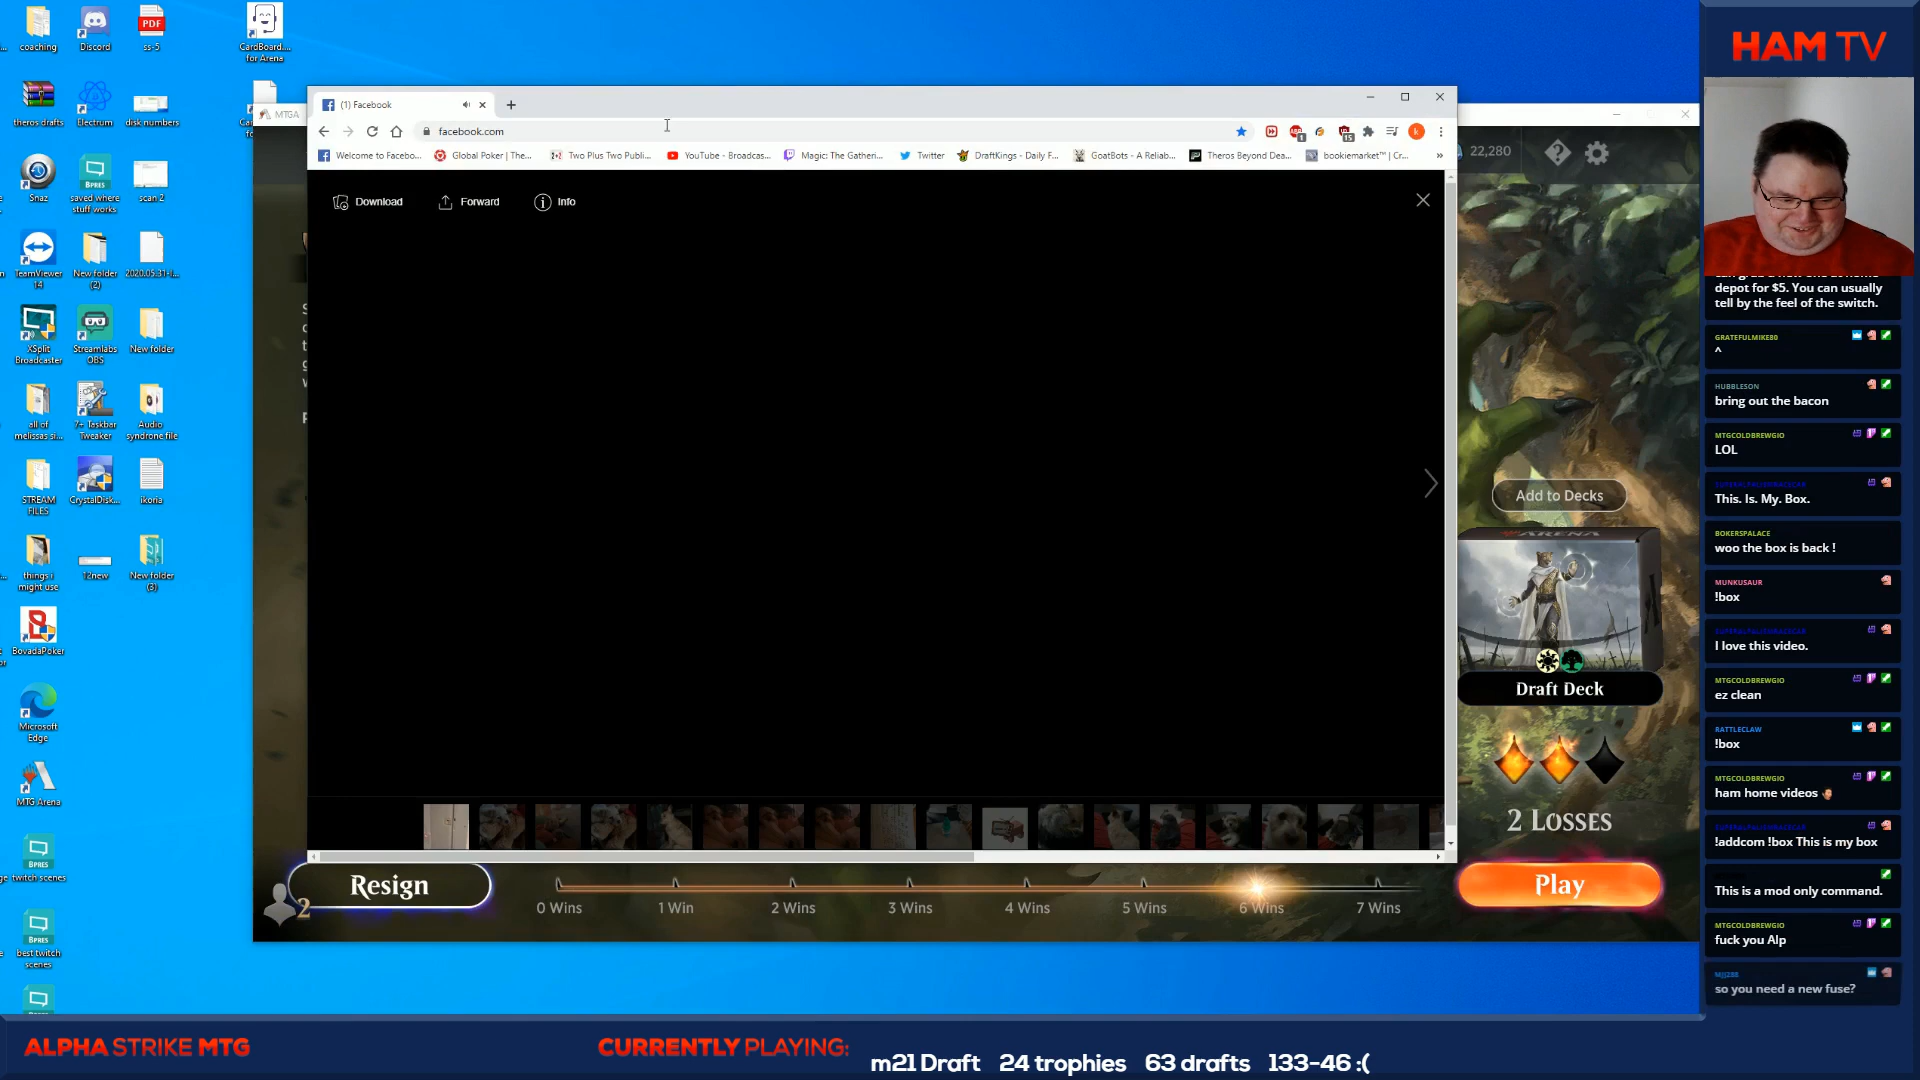 coaching
Discord
ss-5
CardBoard....
for Arena
HAM TV
theros drafts
Electrum
disk numbers
MTGA
(1) Facebook
facebook.com
Welcome to Facebo...
Global Poker | The...
Two Plus Two Publi...
YouTube - Broadcas...
Magic: The Gatheri...
Twitter
DraftKings - Daily F...
GoatBots - A Reliab...
Theros Beyond Dea...
bookiemarket™ | Cr...
22,280
Download
Forward
Info
Snaz
saved where
stuff works
scan 2
TeamViewer
14
New folder
(2)
2020.05.31-i...
XSplit
Broadcaster
Streamlabs
OBS
New folder
all of
melissas si...
7+ Taskbar
Tweaker
Audio
syndrone file
STREAM
FILES
CrystalDisk...
ikoria
things i
might use
12new
New folder
(3)
BovadaPoker
Microsoft
Edge
MTG Arena
twitch scenes
best twitch
scenes
Add to Decks
Draft Deck
2 LOSSES
Play
Resign
2
0 Wins
1 Win
2 Wins
3 Wins
4 Wins
5 Wins
6 Wins
7 Wins
depot for $5. You can usually
tell by the feel of the switch.
GRATEFULMIKE80
^
HUBBLESON
bring out the bacon
MTGCOLDBREWGIO
LOL
This. Is. My. Box.
BOKERSPALACE
woo the box is back !
MUNKUSAUR
!box
I love this video.
MTGCOLDBREWGIO
ez clean
RATTLECLAW
!box
MTGCOLDBREWGIO
ham home videos
!addcom !box This is my box
This is a mod only command.
MTGCOLDBREWGIO
fuck you Alp
so you need a new fuse?
ALPHA STRIKE MTG
CURRENTLY PLAYING:
m21 Draft 24 trophies 63 drafts 133-46 :(